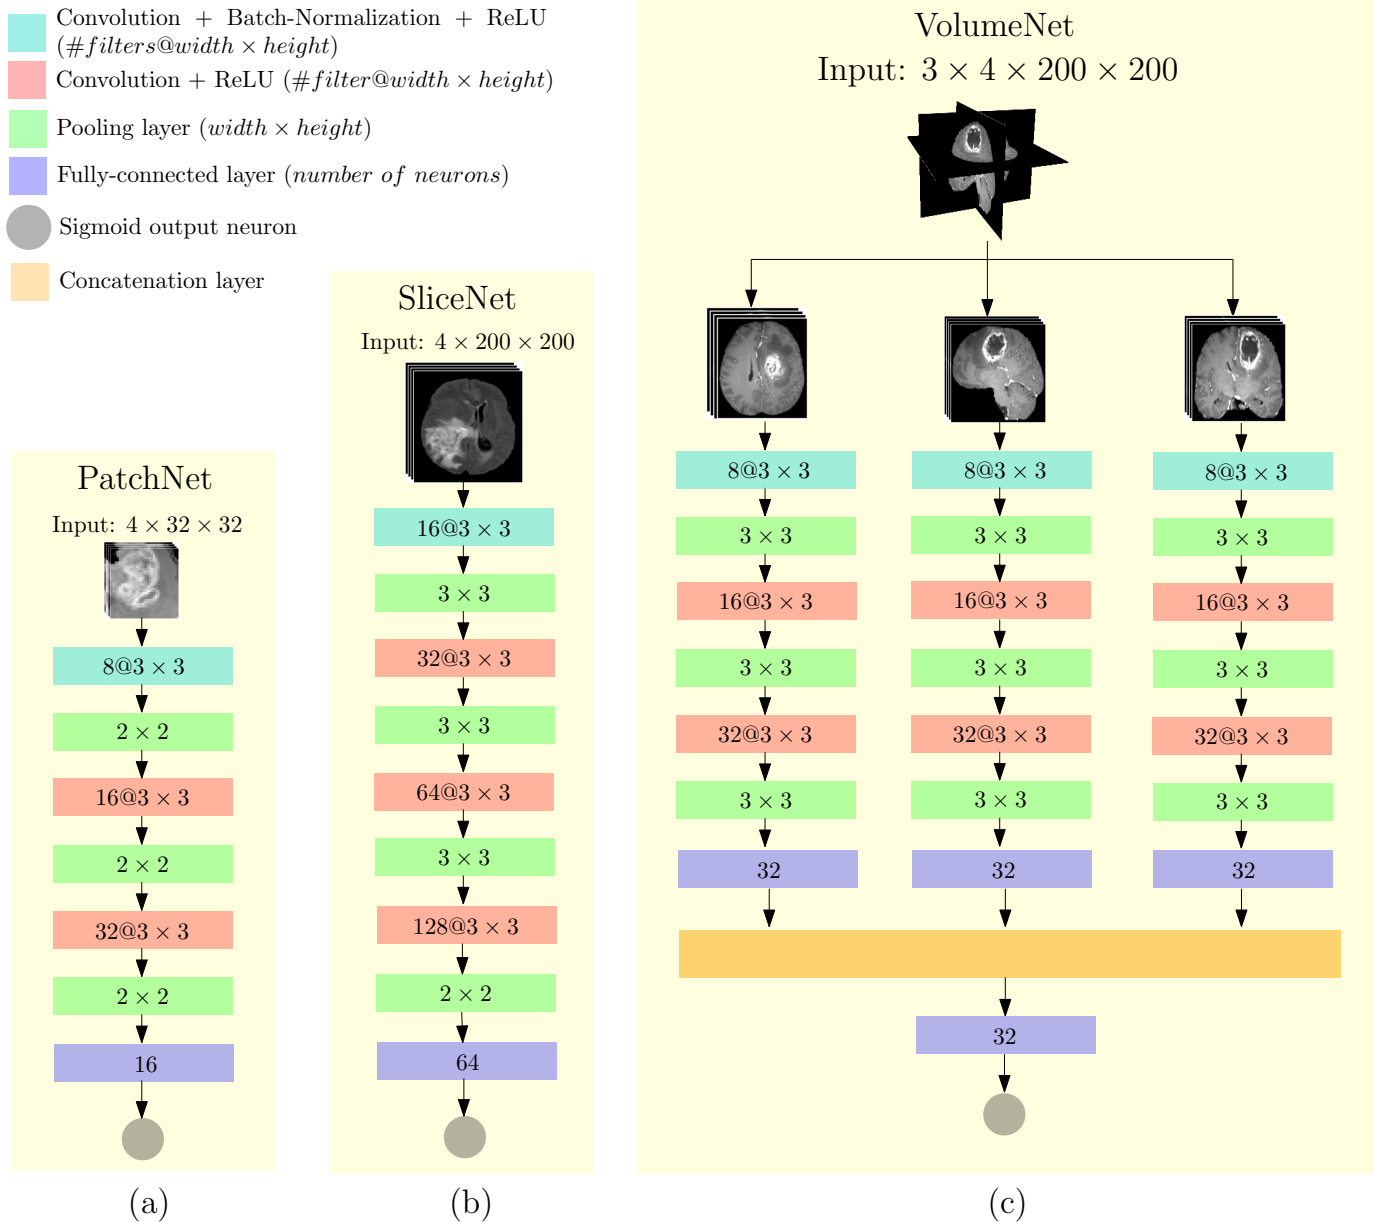 Convolution + Batch-Normalization + ReLU
(#filters@width × height)
Convolution + ReLU (#filter@width × height)
Pooling layer (width × height)
Fully-connected layer (number of neurons)
Sigmoid output neuron
Concatenation layer
PatchNet
Input: 4 × 32 × 32
8@3 × 3
2 × 2
16@3 × 3
2 × 2
32@3 × 3
2 × 2
16
(a)
SliceNet
Input: 4 × 200 × 200
16@3 × 3
3 × 3
32@3 × 3
3 × 3
64@3 × 3
3 × 3
128@3 × 3
2 × 2
64
(b)
VolumeNet
Input: 3 × 4 × 200 × 200
8@3 × 3 8@3 × 3 8@3 × 3
3 × 3 3 × 3 3 × 3
16@3 × 3 16@3 × 3 16@3 × 3
3 × 3 3 × 3 3 × 3
32@3 × 3 32@3 × 3 32@3 × 3
3 × 3 3 × 3 3 × 3
32 32 32
32
(c)